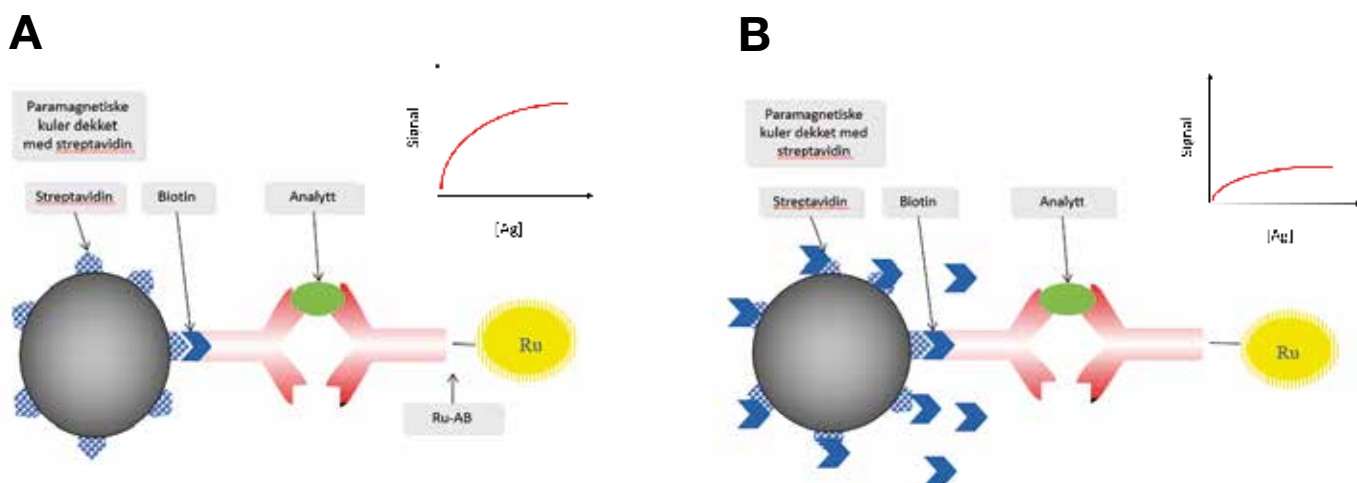 A
Paramagnetiske
kuler dekket
med streptavidin
Signal
[Ag]
Streptavidin
Biotin
Analytt
Ru
Ru-AB
B
Paramagnetiske
kuler dekket med
streptavidin
Signal
[Ag]
Streptavidin
Biotin
Analytt
Ru